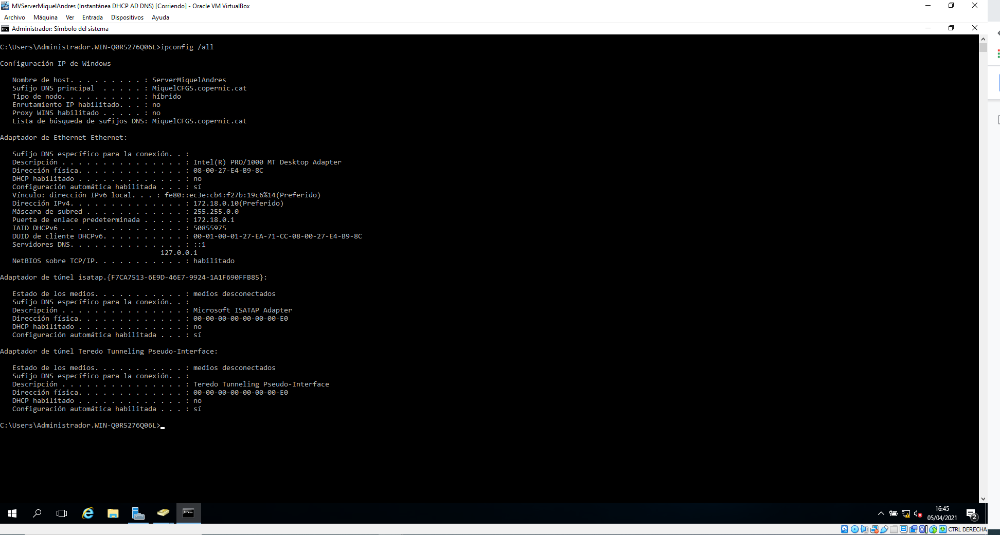 MVServerMiquelAndres (Instantánea DHCP AD DNS) [Corriendo] - Oracle VM VirtualBox
Archivo Máquina Ver Entrada Dispositivos Ayuda
Administrador: Símbolo del sistema
C:\Users\Administrador.WIN-Q0R5276Q06L>ipconfig /all
Configuración IP de Windows
Nombre de host. . . . . . . . . : ServerMiquelAndres
Sufijo DNS principal  . . . . . : MiquelCFGS.copernic.cat
Tipo de nodo. . . . . . . . . . : híbrido
Enrutamiento IP habilitado. . . : no
Proxy WINS habilitado . . . . . : no
Lista de búsqueda de sufijos DNS: MiquelCFGS.copernic.cat
Adaptador de Ethernet Ethernet:
Sufijo DNS específico para la conexión. . :
Descripción . . . . . . . . . . . . . . . : Intel(R) PRO/1000 MT Desktop Adapter
Dirección física. . . . . . . . . . . . . : 08-00-27-E4-B9-8C
DHCP habilitado . . . . . . . . . . . . . : no
Configuración automática habilitada . . . : sí
Vínculo: dirección IPv6 local. . . : fe80::ec3e:cb4:f27b:19c6%14(Preferido)
Dirección IPv4. . . . . . . . . . . . . . : 172.18.0.10(Preferido)
Máscara de subred . . . . . . . . . . . . : 255.255.0.0
Puerta de enlace predeterminada . . . . . : 172.18.0.1
IAID DHCPv6 . . . . . . . . . . . . . . . : 50855975
DUID de cliente DHCPv6. . . . . . . . . . : 00-01-00-01-27-EA-71-CC-08-00-27-E4-B9-8C
Servidores DNS. . . . . . . . . . . . . . : ::1
127.0.0.1
NetBIOS sobre TCP/IP. . . . . . . . . . . : habilitado
Adaptador de túnel isatap.{F7CA7513-6E9D-46E7-9924-1A1F690FFB85}:
Estado de los medios. . . . . . . . . . . : medios desconectados
Sufijo DNS específico para la conexión. . :
Descripción . . . . . . . . . . . . . . . : Microsoft ISATAP Adapter
Dirección física. . . . . . . . . . . . . : 00-00-00-00-00-00-00-E0
DHCP habilitado . . . . . . . . . . . . . : no
Configuración automática habilitada . . . : sí
Adaptador de túnel Teredo Tunneling Pseudo-Interface:
Estado de los medios. . . . . . . . . . . : medios desconectados
Sufijo DNS específico para la conexión. . :
Descripción . . . . . . . . . . . . . . . : Teredo Tunneling Pseudo-Interface
Dirección física. . . . . . . . . . . . . : 00-00-00-00-00-00-00-E0
DHCP habilitado . . . . . . . . . . . . . : no
Configuración automática habilitada . . . : sí
C:\Users\Administrador.WIN-Q0R5276Q06L>
16:45
05/04/2021
2
CTRL DERECHA